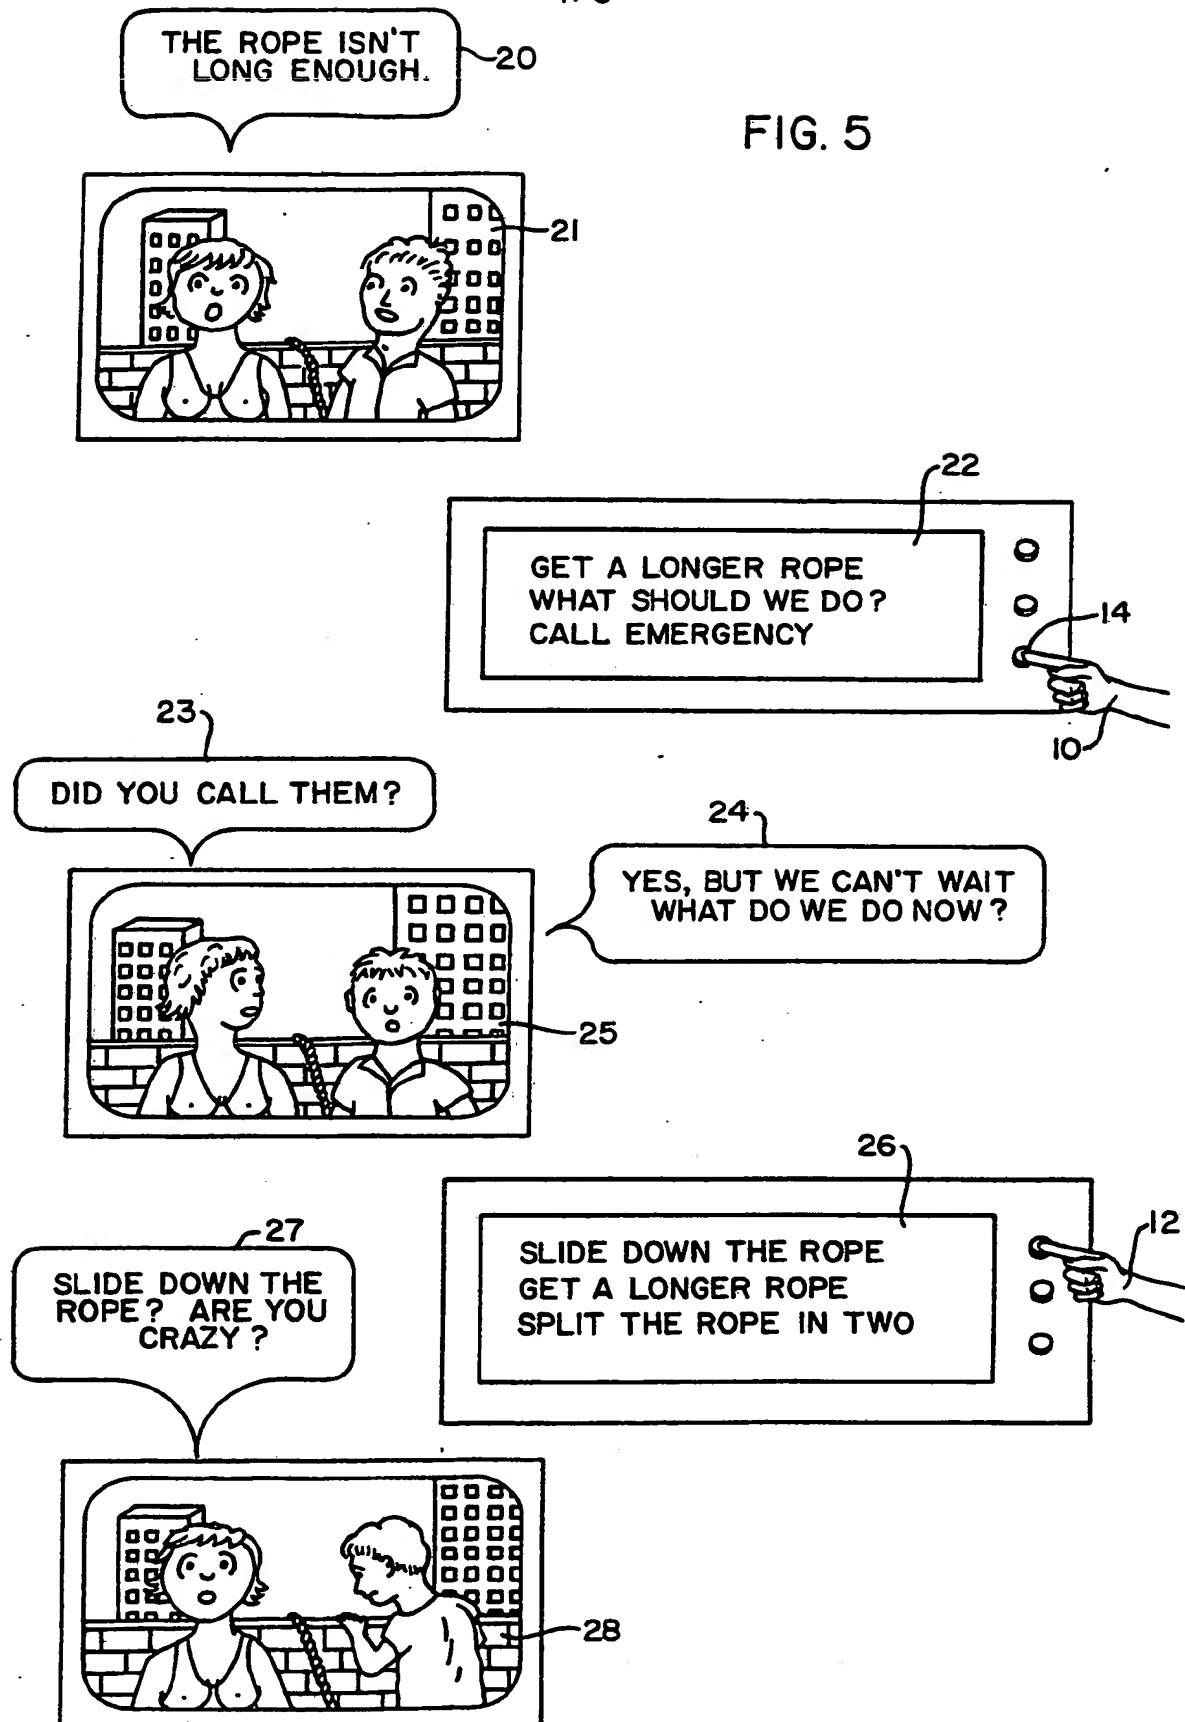 THE ROPE ISN'T
LONG ENOUGH.
20
FIG. 5
21
22
GET A LONGER ROPE
WHAT SHOULD WE DO?
CALL EMERGENCY
14
10
23
DID YOU CALL THEM?
24
YES, BUT WE CAN'T WAIT
WHAT DO WE DO NOW?
25
26
SLIDE DOWN THE ROPE
GET A LONGER ROPE
SPLIT THE ROPE IN TWO
12
27
SLIDE DOWN THE
ROPE? ARE YOU
CRAZY?
28